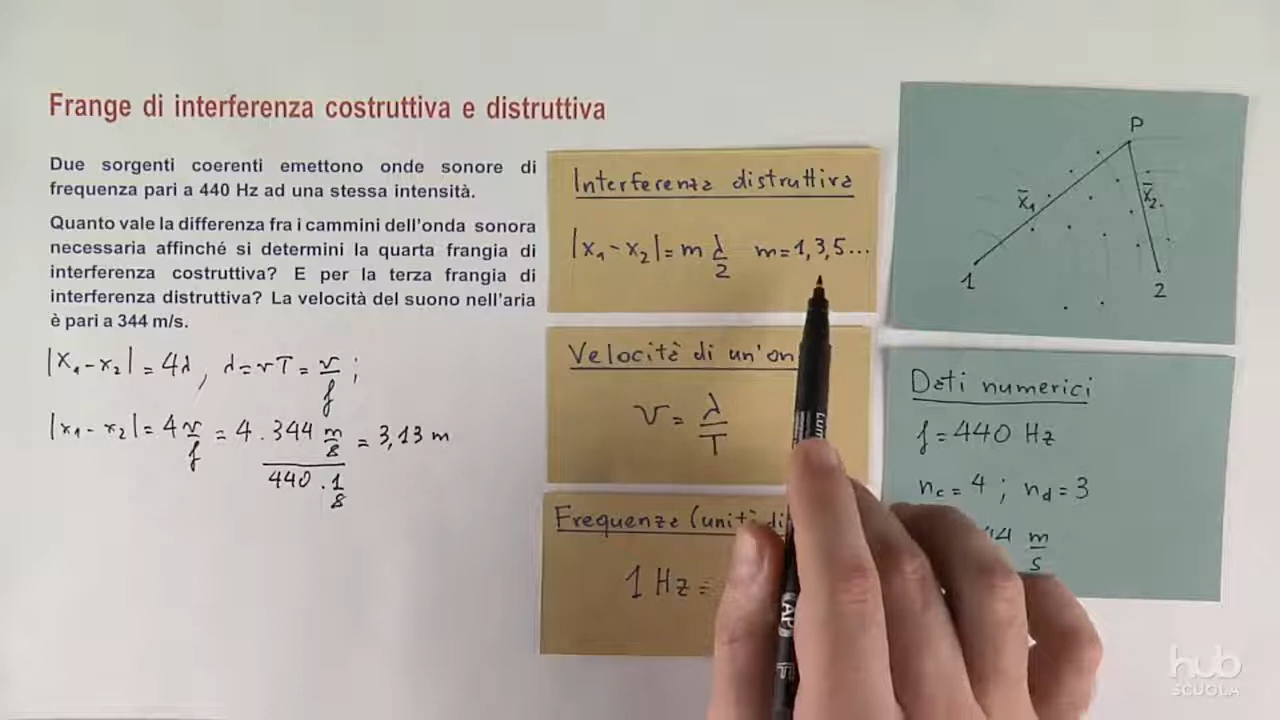 Frange di interferenza costruttiva e distruttiva
Due sorgenti coerenti emettono onde sonore di
frequenza pari a 440 Hz ad una stessa intensità.
Quanto vale la differenza fra i cammini dell'onda sonora
necessaria affinché si determini la quarta frangia di
interferenza costruttiva? E per la terza frangia di
interferenza distruttiva? La velocità del suono nell'aria
è pari a 344 m/s.
|x₁-x₂| = 4λ, λ=vT = v/f ;
|x₁-x₂| = 4 v/f = 4 . 344 m/s / 440 . 1/s = 3,13 m
Interferenza distruttiva
|x₁-x₂| = m λ/2 m=1,3,5...
Velocità di un'on
v = λ/T
Frequenza (unità di
1 Hz =
P
x̄₁
x̄₂
1
2
Dati numerici
f = 440 Hz
n_c = 4 ; n_d = 3
44 m/s
hub
SCUOLA